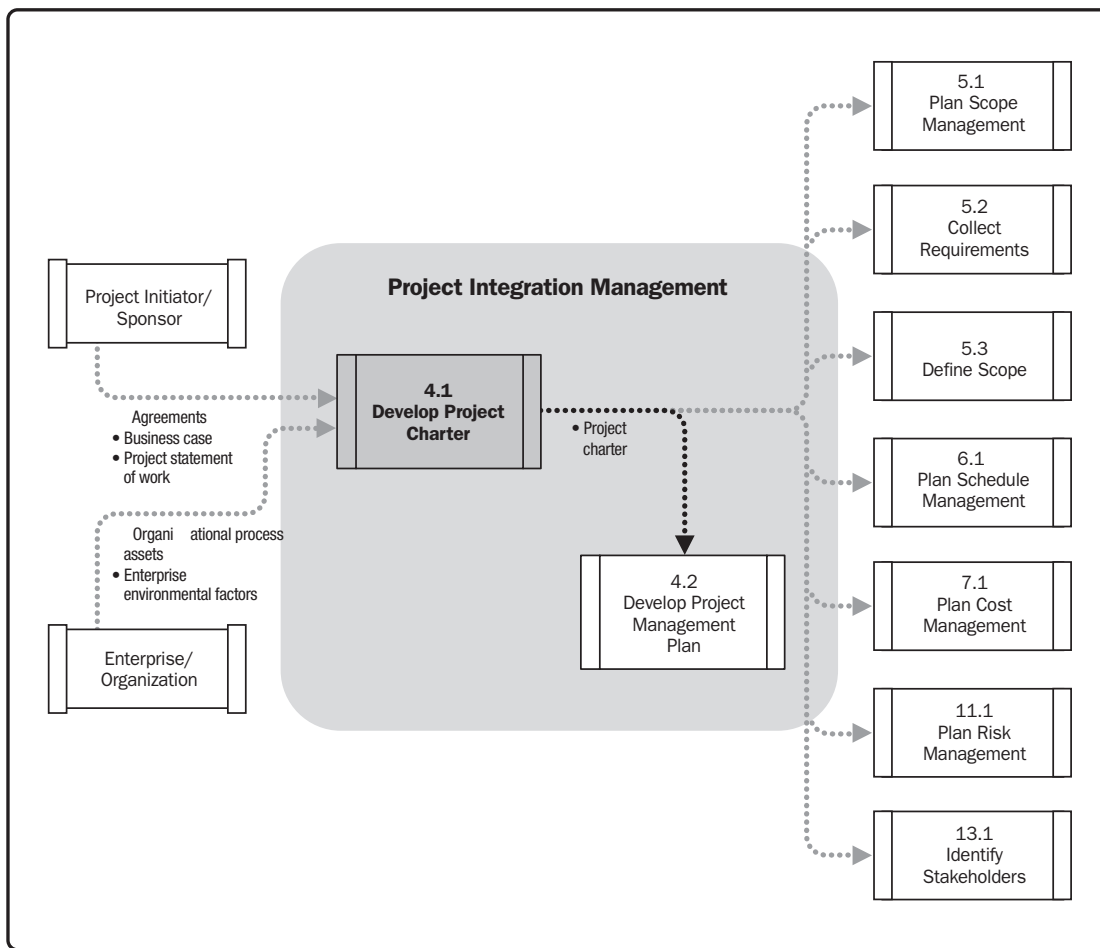 Project Initiator/
Sponsor
Agreements
• Business case
• Project statement
of work
Organi ational process
assets
• Enterprise
environmental factors
Enterprise/
Organization
Project Integration Management
4.1
Develop Project
Charter
• Project
charter
4.2
Develop Project
Management
Plan
5.1
Plan Scope
Management
5.2
Collect
Requirements
5.3
Define Scope
6.1
Plan Schedule
Management
7.1
Plan Cost
Management
11.1
Plan Risk
Management
13.1
Identify
Stakeholders